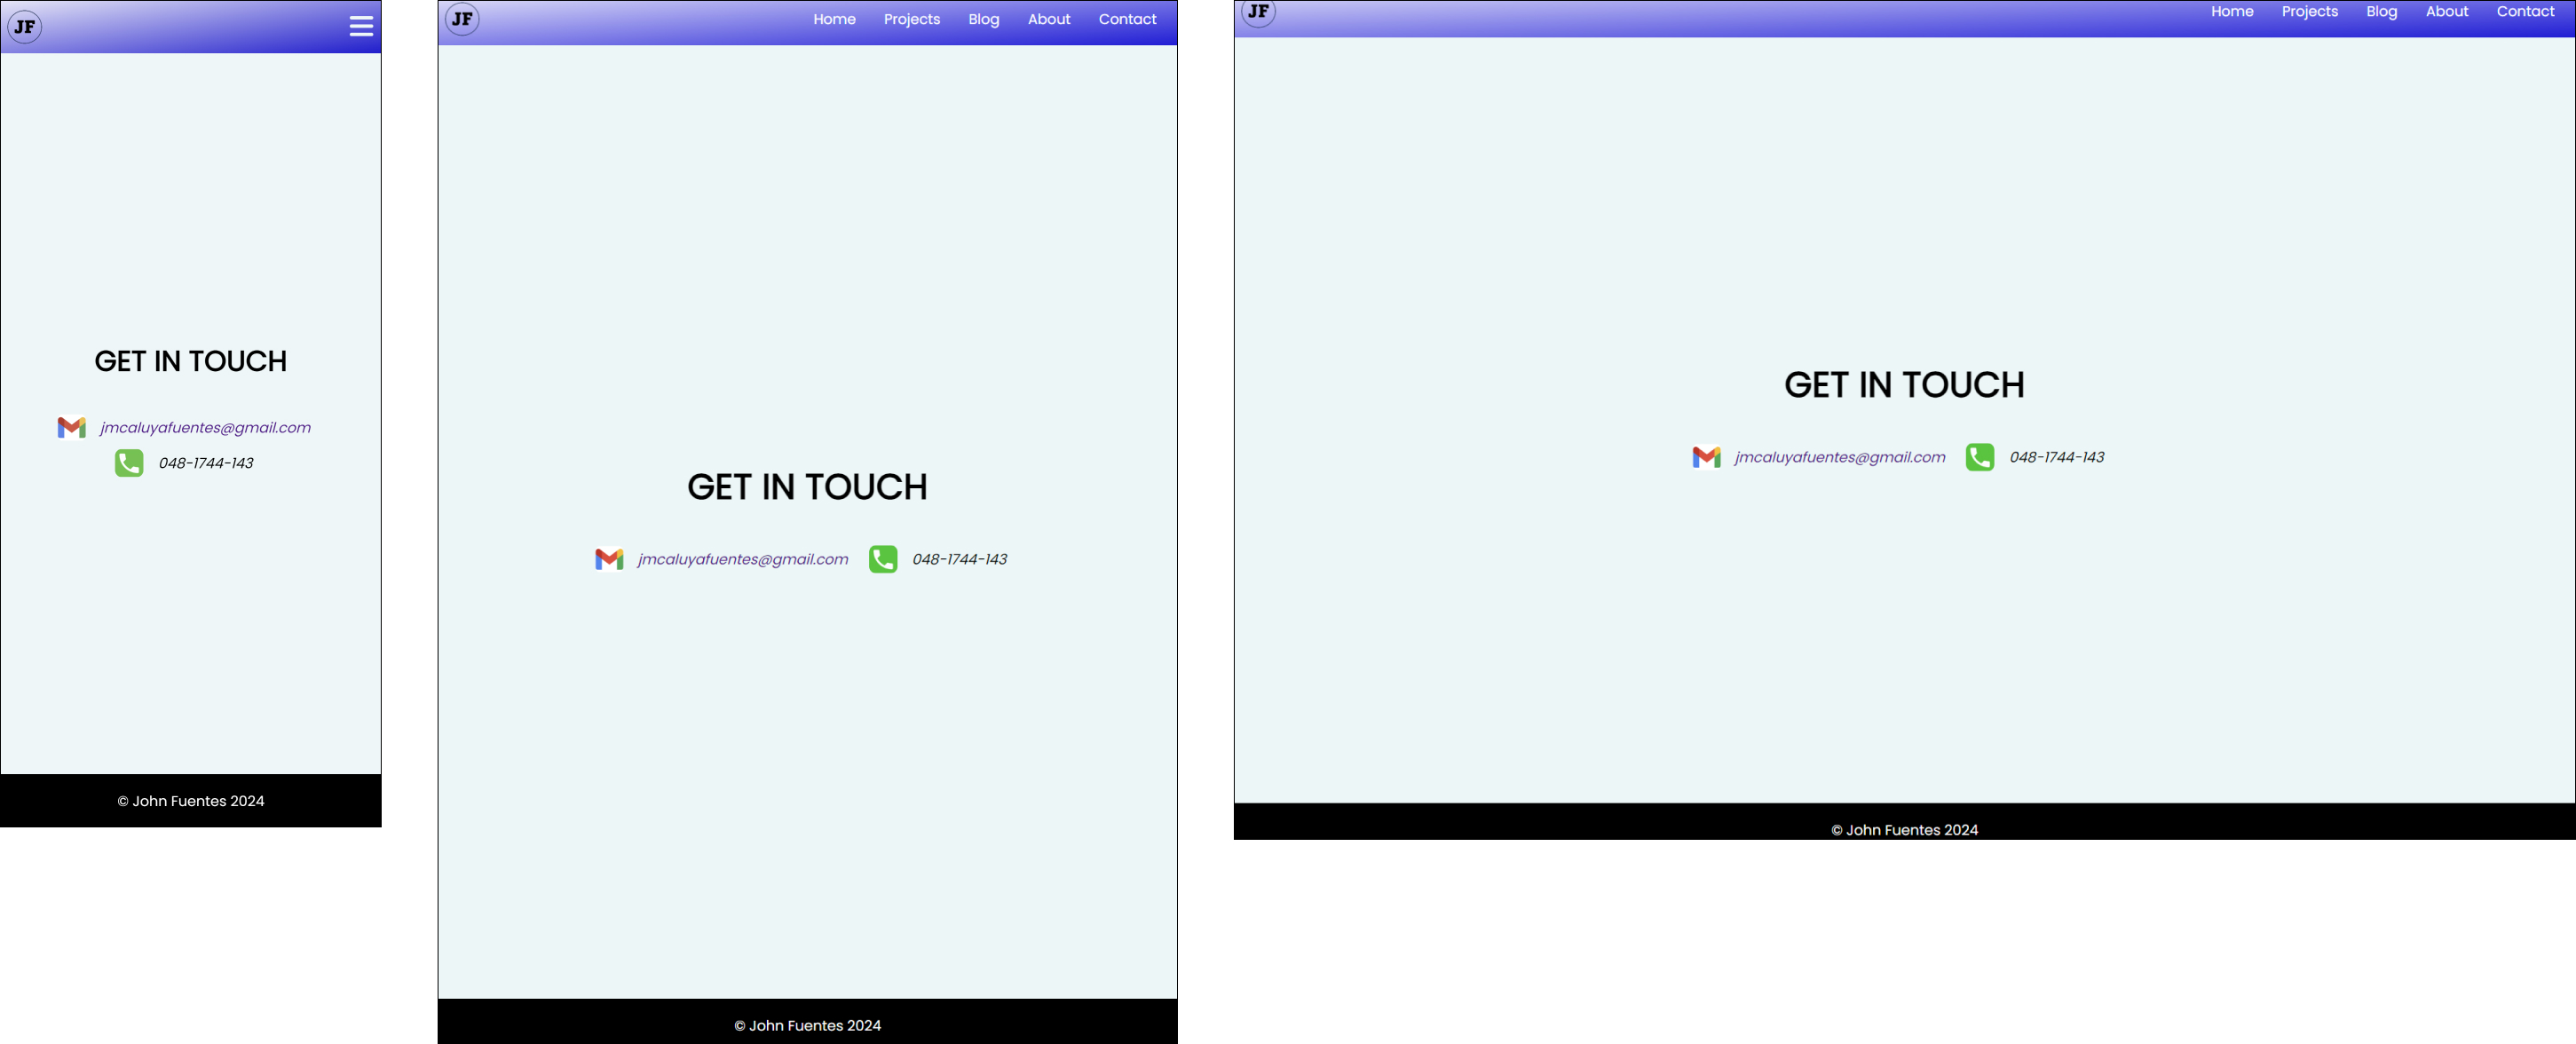 JF
GET IN TOUCH
jmcaluyafuentes@gmail.com
048-1744-143
© John Fuentes 2024
JF Home Projects Blog About Contact
GET IN TOUCH
jmcaluyafuentes@gmail.com 048-1744-143
© John Fuentes 2024
JF Home Projects Blog About Contact
GET IN TOUCH
jmcaluyafuentes@gmail.com 048-1744-143
© John Fuentes 2024